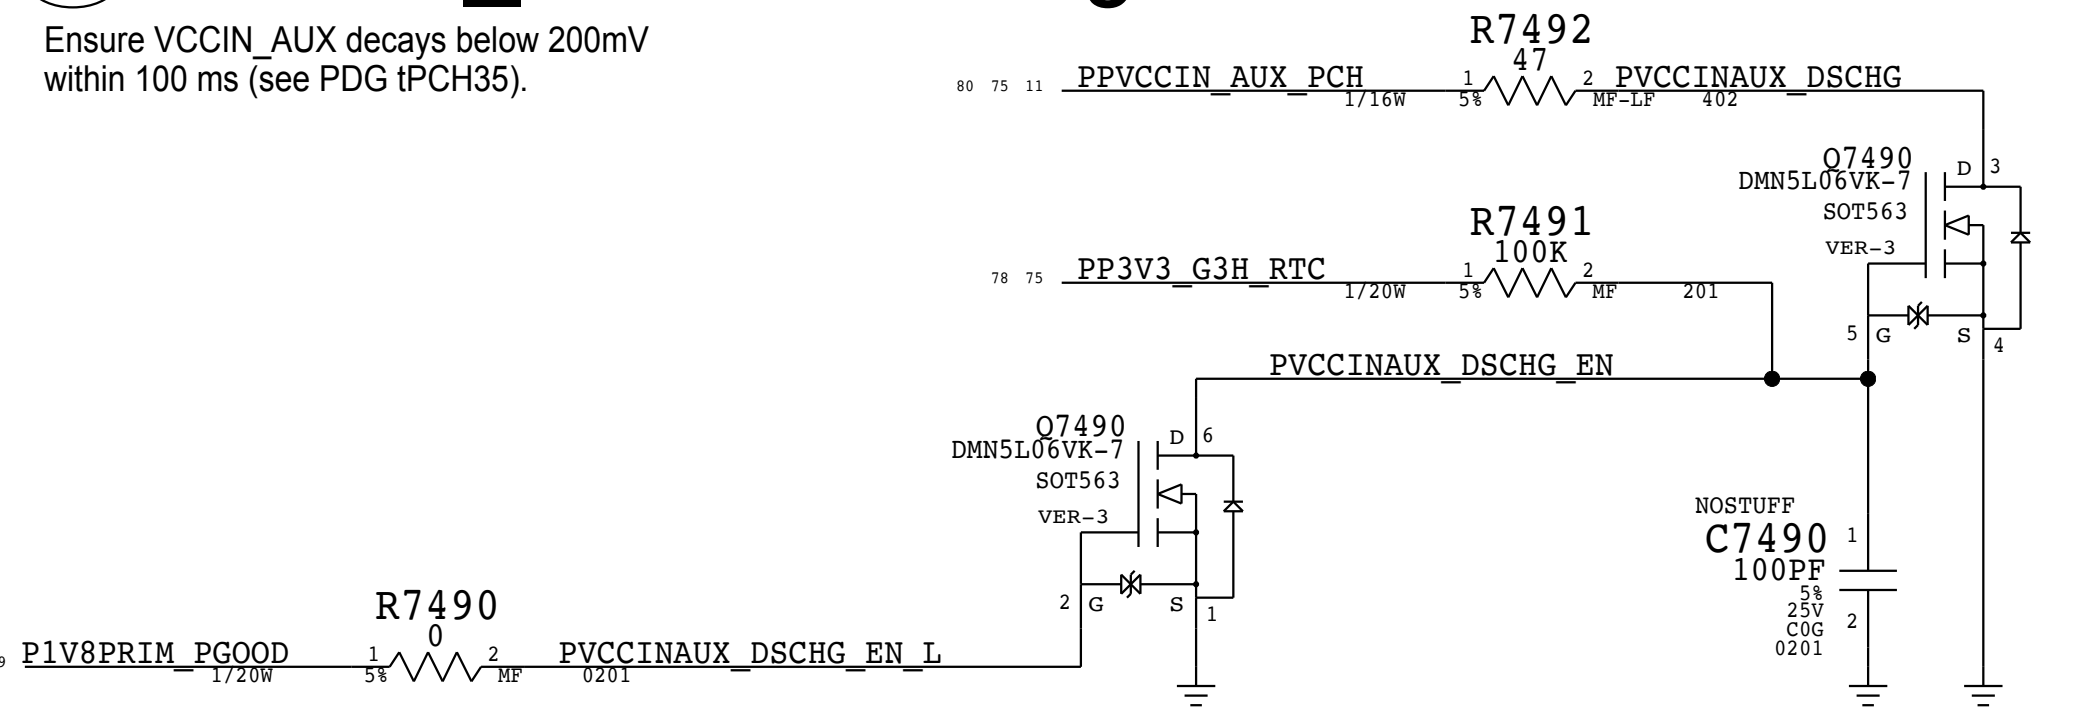 Ensure VCCIN_AUX decays below 200mV
within 100 ms (see PDG tPCH35).
R7492
47
80 75 11 PPVCCIN_AUX_PCH 1 2 PVCCINAUX_DSCHG
1/16W 5% MF-LF 402
Q7490 D 3
DMN5L06VK-7
SOT563
VER-3
5 G S 4
R7491
100K
78 75 PP3V3_G3H_RTC 1 2
1/20W 5% MF 201
PVCCINAUX_DSCHG_EN
Q7490 D 6
DMN5L06VK-7
SOT563
VER-3
2 G S 1
NOSTUFF
C7490 1
100PF
5%
25V
C0G 2
0201
R7490
0
9 P1V8PRIM_PGOOD 1 2 PVCCINAUX_DSCHG_EN_L
1/20W 5% MF 0201